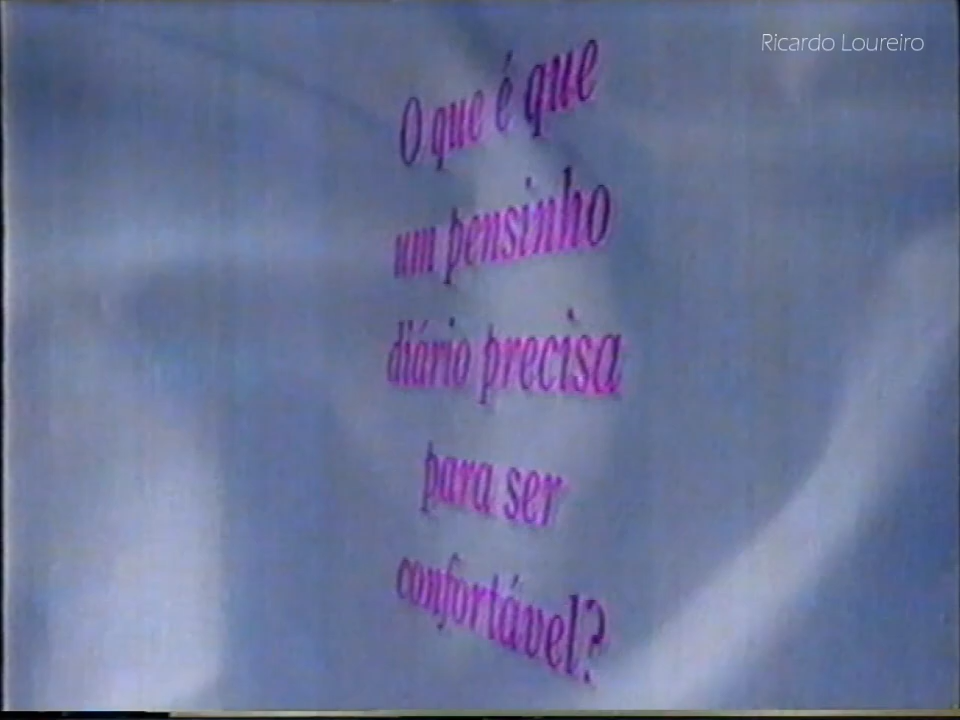 Ricardo Loureiro
O que é que
um pensinho
diário precisa
para ser
confortável?